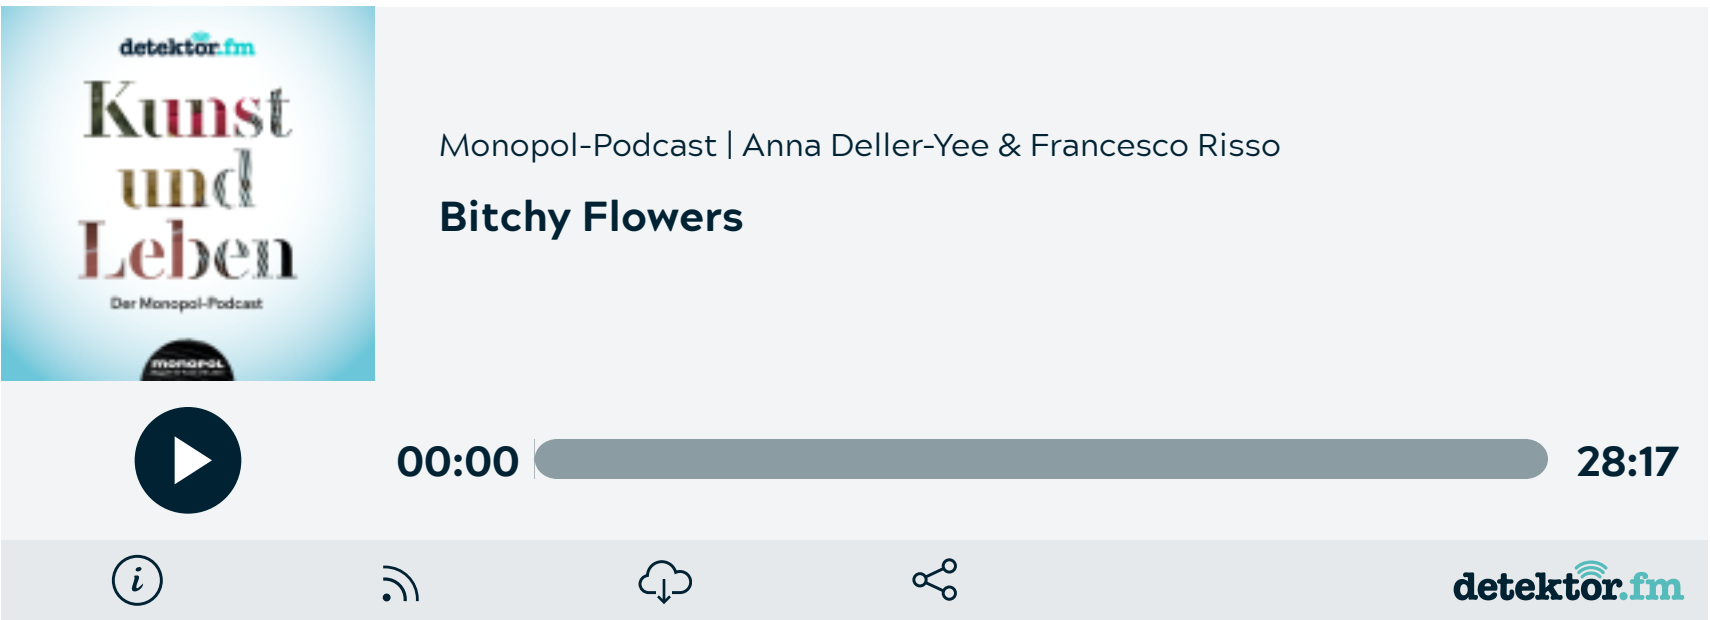 detektor.fm
Kunst
und
Leben
Der Monopol-Podcast
monopol
Monopol-Podcast | Anna Deller-Yee & Francesco Risso
Bitchy Flowers
00:00
28:17
detektor.fm